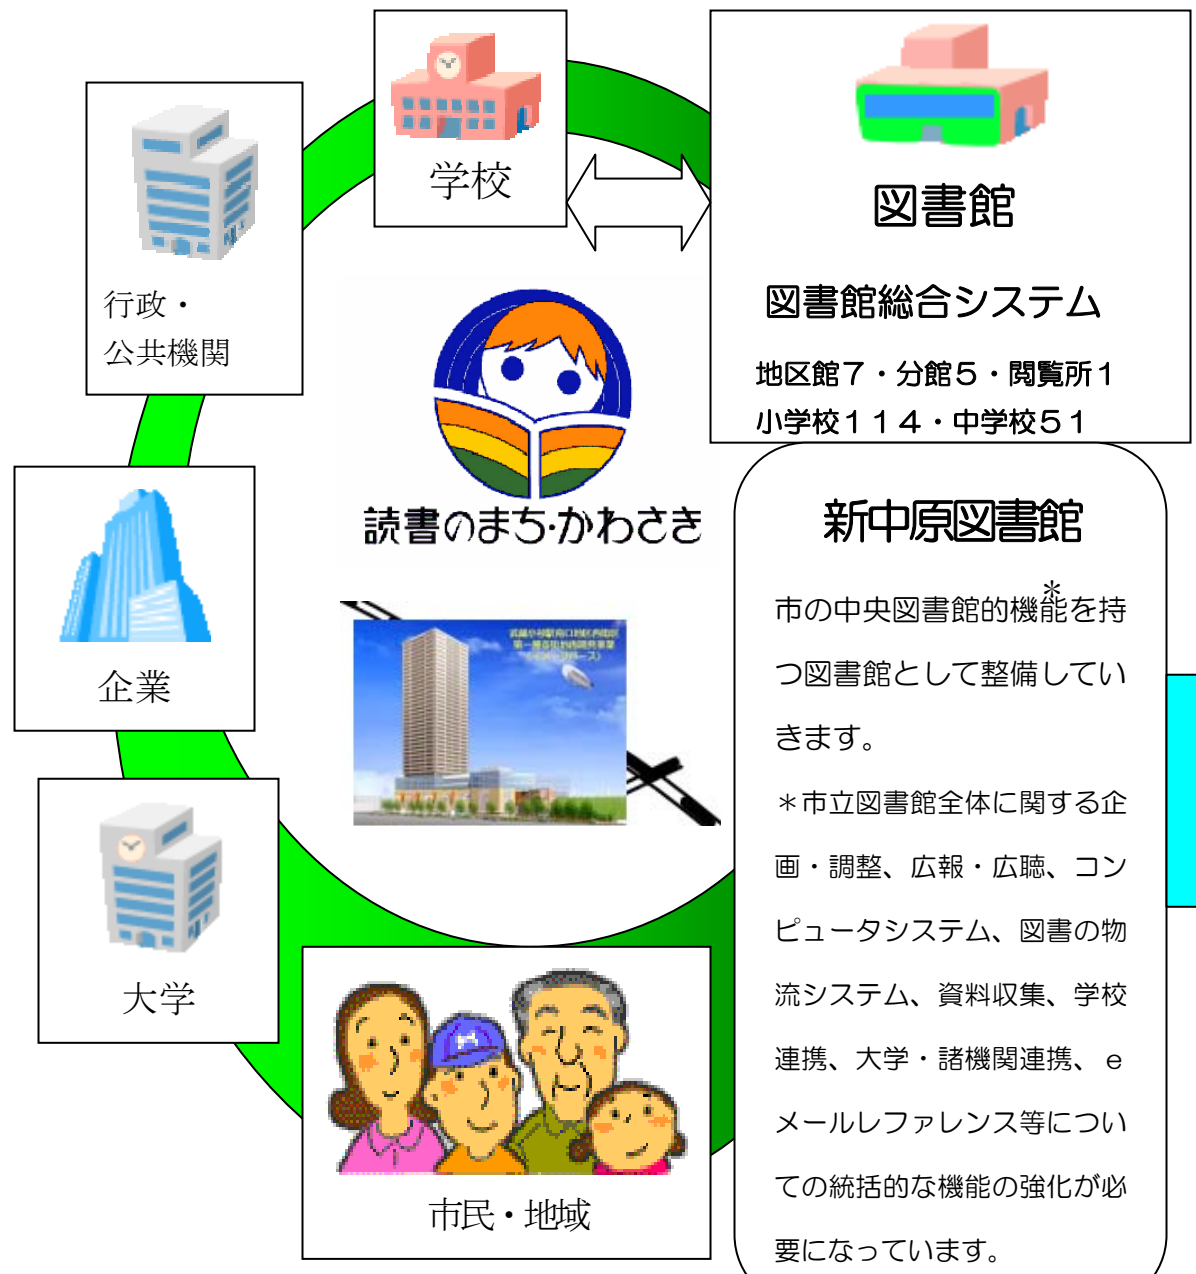 学校
図書館
図書館総合システム
地区館７・分館５・閲覧所１
小学校１１４・中学校５１
行政・
公共機関
読書のまち・かわさき
企業
大学
市民・地域
新中原図書館
＊
市の中央図書館的機能を持
つ図書館として整備してい
きます。
＊市立図書館全体に関する企
画・調整、広報・広聴、コン
ピュータシステム、図書の物
流システム、資料収集、学校
連携、大学・諸機関連携、ｅ
メールレファレンス等につい
ての統括的な機能の強化が必
要になっています。